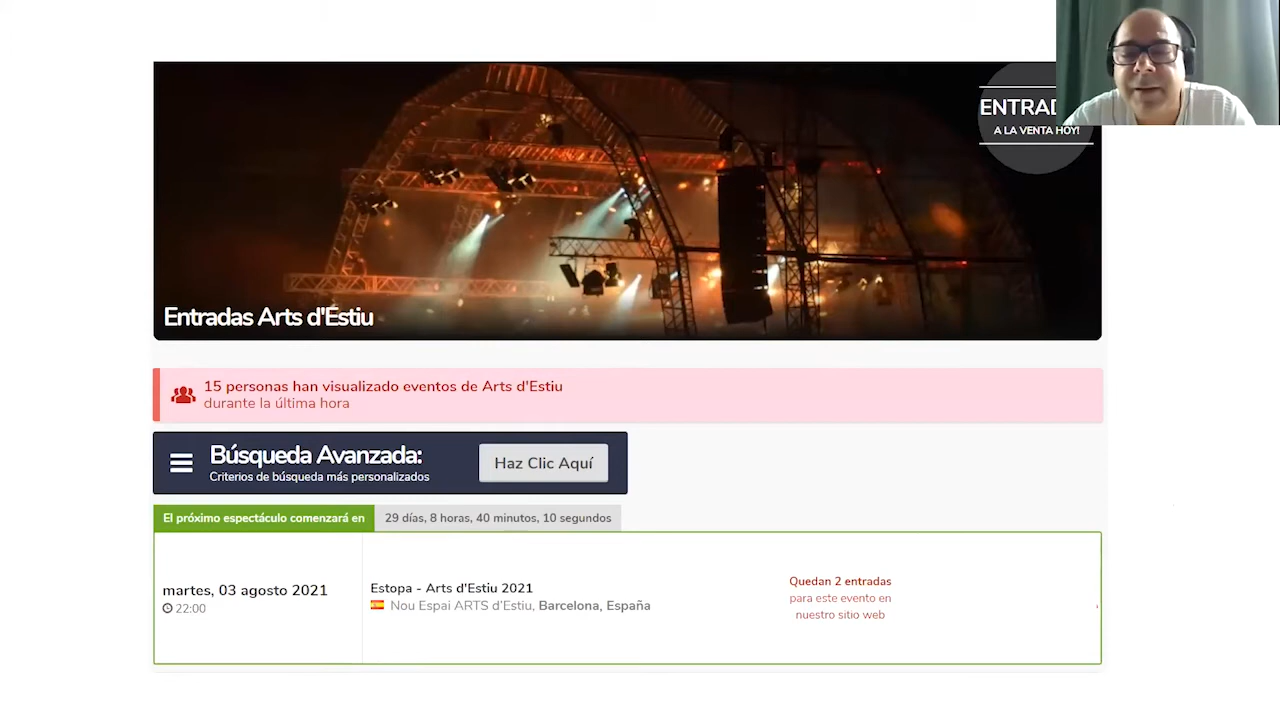 ENTRAD
A LA VENTA HOY!
Entradas Arts d'Estiu
15 personas han visualizado eventos de Arts d'Estiu
durante la última hora
Búsqueda Avanzada:
Criterios de búsqueda más personalizados
Haz Clic Aquí
El próximo espectáculo comenzará en
29 días, 8 horas, 40 minutos, 10 segundos
martes, 03 agosto 2021
22:00
Estopa - Arts d'Estiu 2021
Nou Espai ARTS d'Estiu, Barcelona, España
Quedan 2 entradas
para este evento en
nuestro sitio web